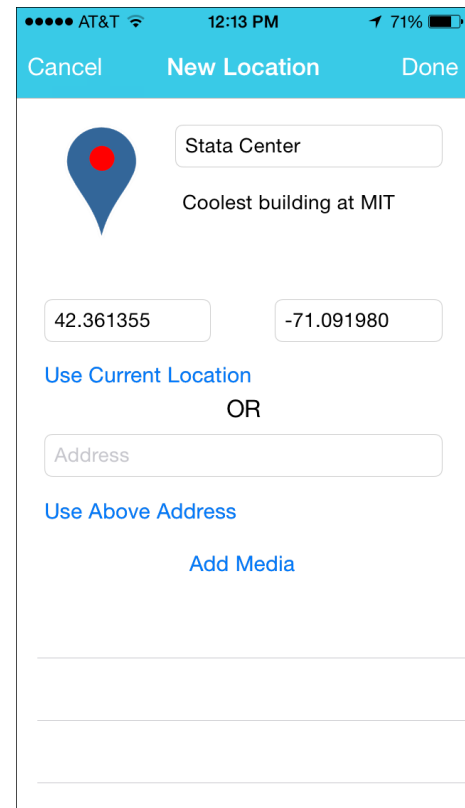 AT&T 12:13 PM 71%
Cancel New Location Done
Stata Center
Coolest building at MIT
42.361355 -71.091980
Use Current Location
OR
Address
Use Above Address
Add Media